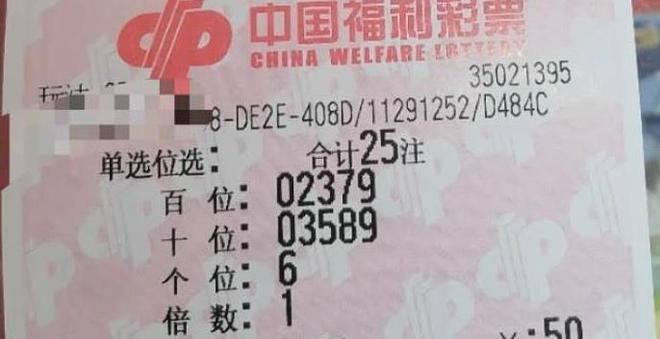 中国福利彩票
CHINA WELFARE LOTTERY
35021395
8-DE2E-408D/11291252/D484C
单选位选: 合计25注
百位: 02379
十位: 03589
个位: 6
倍数: 1